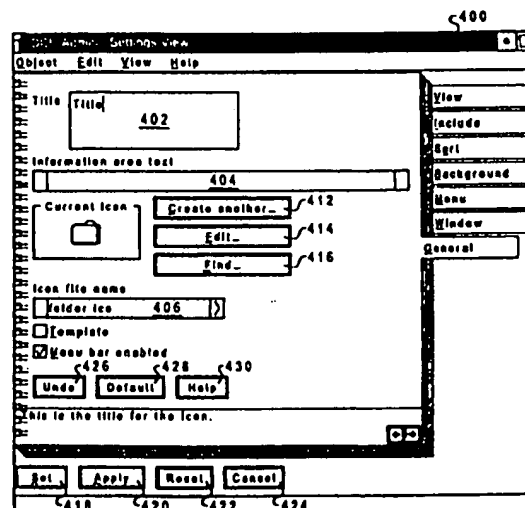 400
Admin Settings View
Object Edit View Help
Title Title
402
View
Include
Sort
Background
Menu
Window
General
Information area text
404
Current Icon
Create another… 412
Edit… 414
Find… 416
Icon file name
folder ico 406
Template
Menu bar enabled
426 428 430
Undo Default Help
This is the title for the icon.
Set Apply Reset Cancel
418 420 422 424